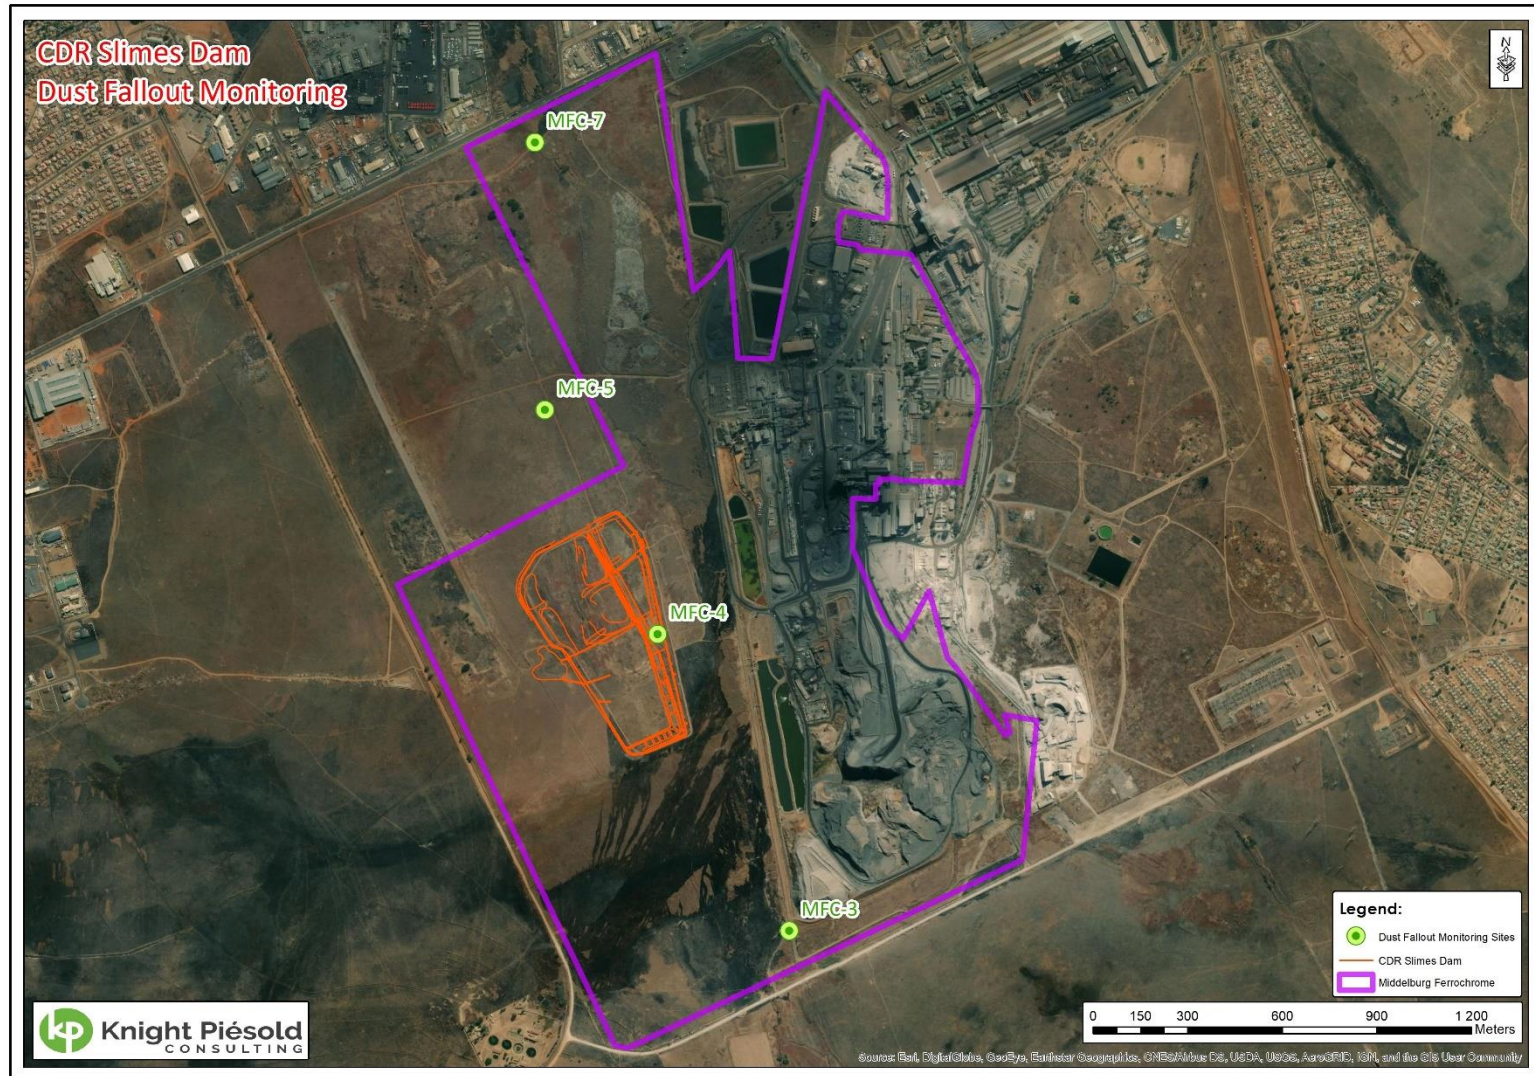 CDR Slimes Dam
Dust Fallout Monitoring
N
MFC-7
MFC-5
MFC-4
MFC-3
Legend:
Dust Fallout Monitoring Sites
CDR Slimes Dam
Middelburg Ferrochrome
0 150 300 600 900 1 200
Meters
kp Knight Piésold
CONSULTING
Source: Esri, DigitalGlobe, GeoEye, Earthstar Geographics, CNES/Airbus DS, USDA, USGS, AeroGRID, IGN, and the GIS User Community